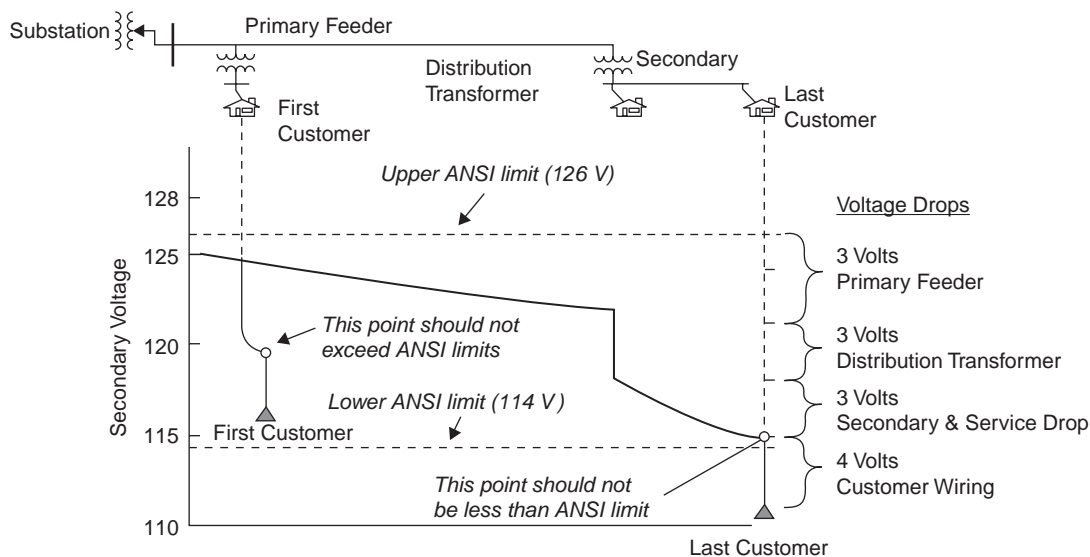 Substation
Primary Feeder
Distribution
Transformer
Secondary
First
Customer
Last
Customer
Upper ANSI limit (126 V)
128
125
120
115
110
Secondary Voltage
This point should not
exceed ANSI limits
Lower ANSI limit (114 V)
First Customer
This point should not
be less than ANSI limit
Last Customer
Voltage Drops
3 Volts
Primary Feeder
3 Volts
Distribution Transformer
3 Volts
Secondary & Service Drop
4 Volts
Customer Wiring